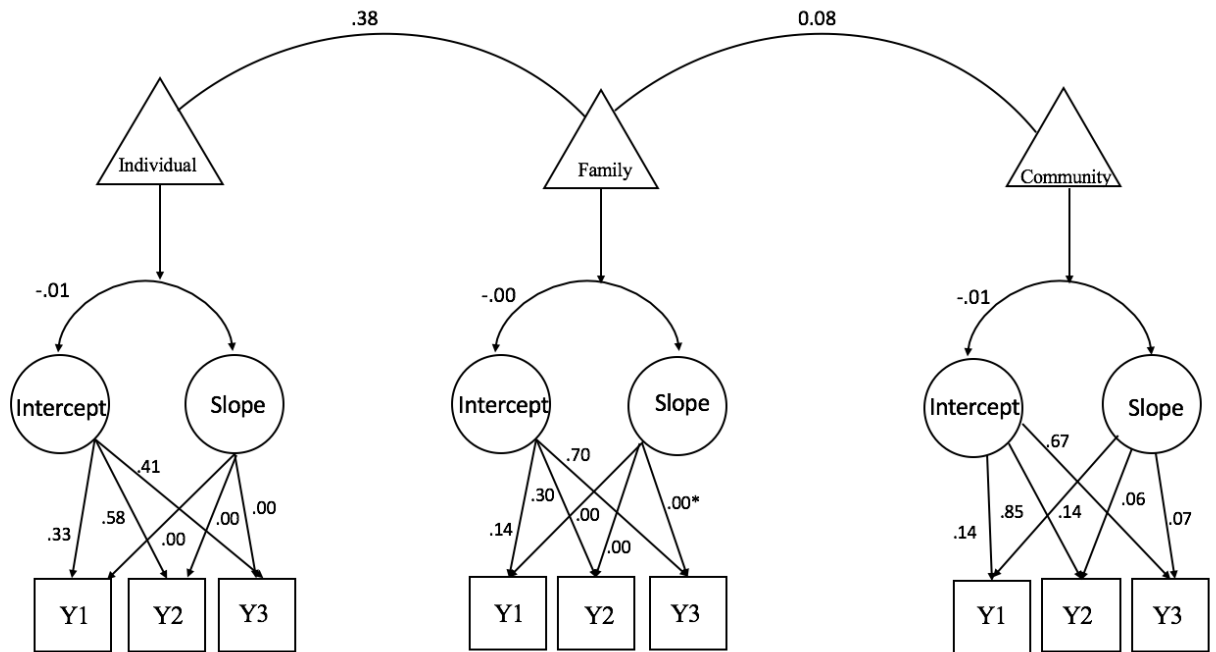 .38
0.08
Individual
Family
Community
-.01
-.00
-.01
Intercept
Slope
Intercept
Slope
Intercept
Slope
.41
.33
.58
.00
.00
.00
.70
.14
.30
.00
.00
.00*
.67
.14
.85
.14
.06
.07
Y1
Y2
Y3
Y1
Y2
Y3
Y1
Y2
Y3